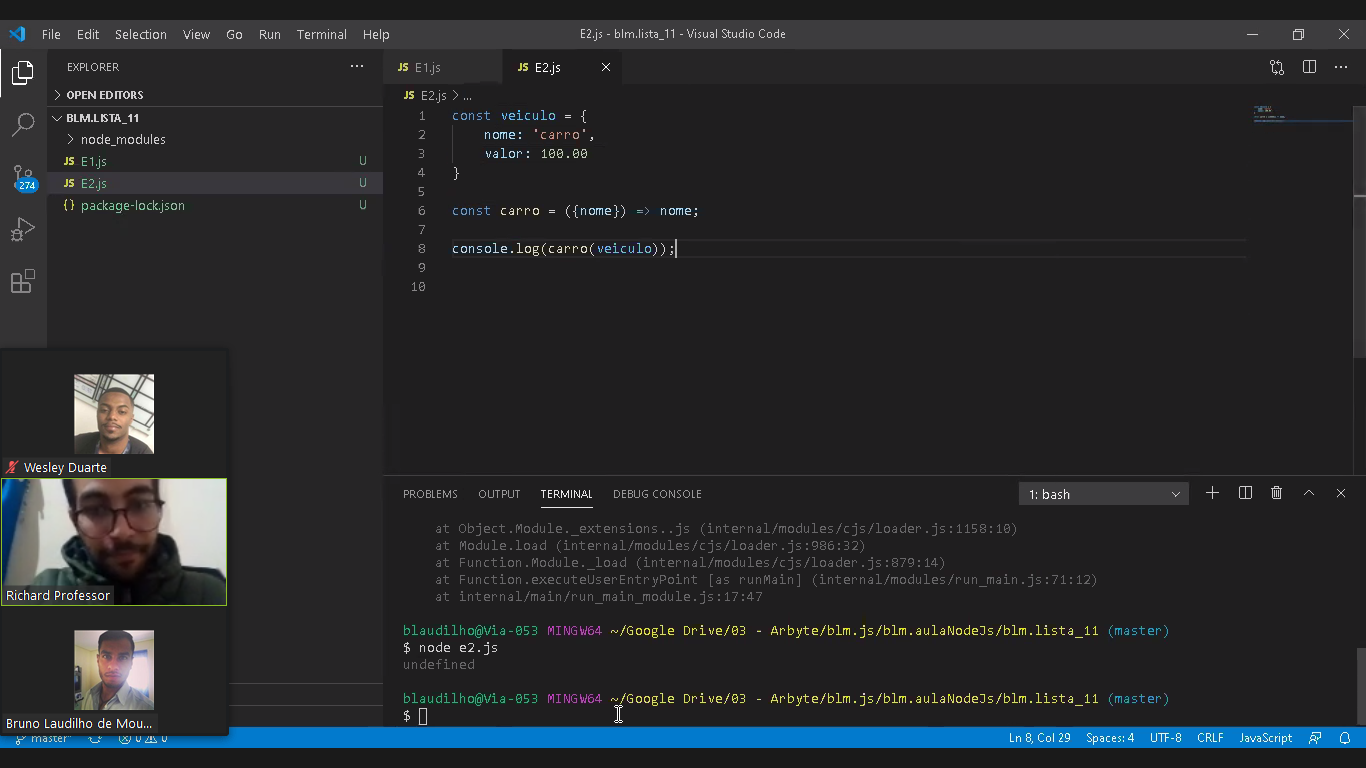 File Edit Selection View Go Run Terminal Help E2.js - blm.lista_11 - Visual Studio Code
EXPLORER
OPEN EDITORS
BLM.LISTA_11
node_modules
JS E1.js U
JS E2.js U
{} package-lock.json U
274
JS E1.js JS E2.js
JS E2.js > ...
1 const veiculo = {
2 nome: 'carro',
3 valor: 100.00
4 }
5
6 const carro = ({nome}) => nome;
7
8 console.log(carro(veiculo));
9
10
Wesley Duarte
Richard Professor
Bruno Laudilho de Mou...
PROBLEMS OUTPUT TERMINAL DEBUG CONSOLE 1: bash
at Object.Module._extensions..js (internal/modules/cjs/loader.js:1158:10)
at Module.load (internal/modules/cjs/loader.js:986:32)
at Function.Module._load (internal/modules/cjs/loader.js:879:14)
at Function.executeUserEntryPoint [as runMain] (internal/modules/run_main.js:71:12)
at internal/main/run_main_module.js:17:47
blaudilho@Via-053 MINGW64 ~/Google Drive/03 - Arbyte/blm.js/blm.aulaNodeJs/blm.lista_11 (master)
$ node e2.js
undefined
blaudilho@Via-053 MINGW64 ~/Google Drive/03 - Arbyte/blm.js/blm.aulaNodeJs/blm.lista_11 (master)
$
master* 0 0 Ln 8, Col 29 Spaces: 4 UTF-8 CRLF JavaScript